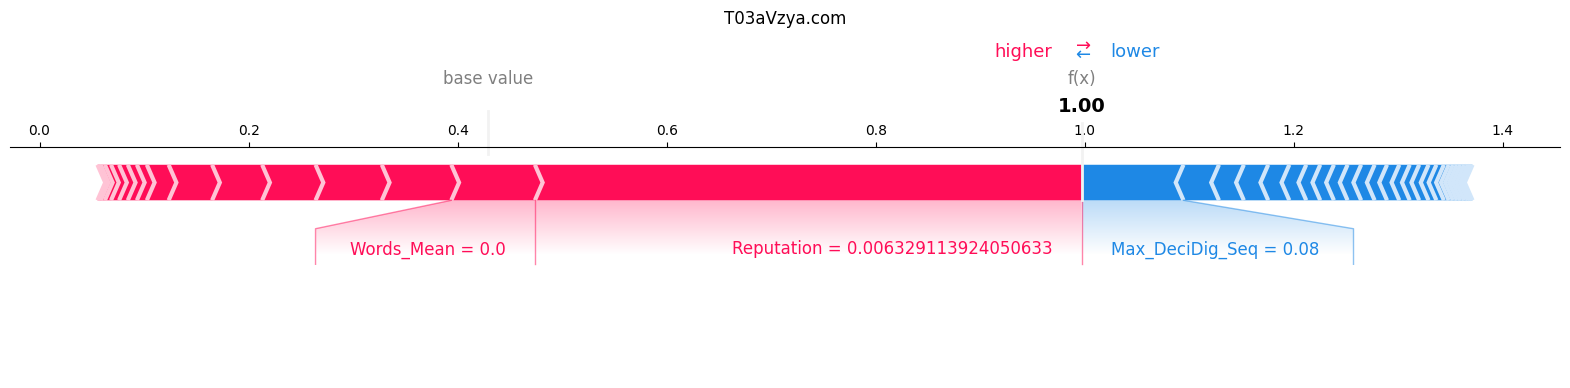 T03aVzya.com
higher ⇄ lower
base value f(x)
1.00
0.0 0.2 0.4 0.6 0.8 1.0 1.2 1.4
Words_Mean = 0.0 Reputation = 0.006329113924050633 Max_DeciDig_Seq = 0.08